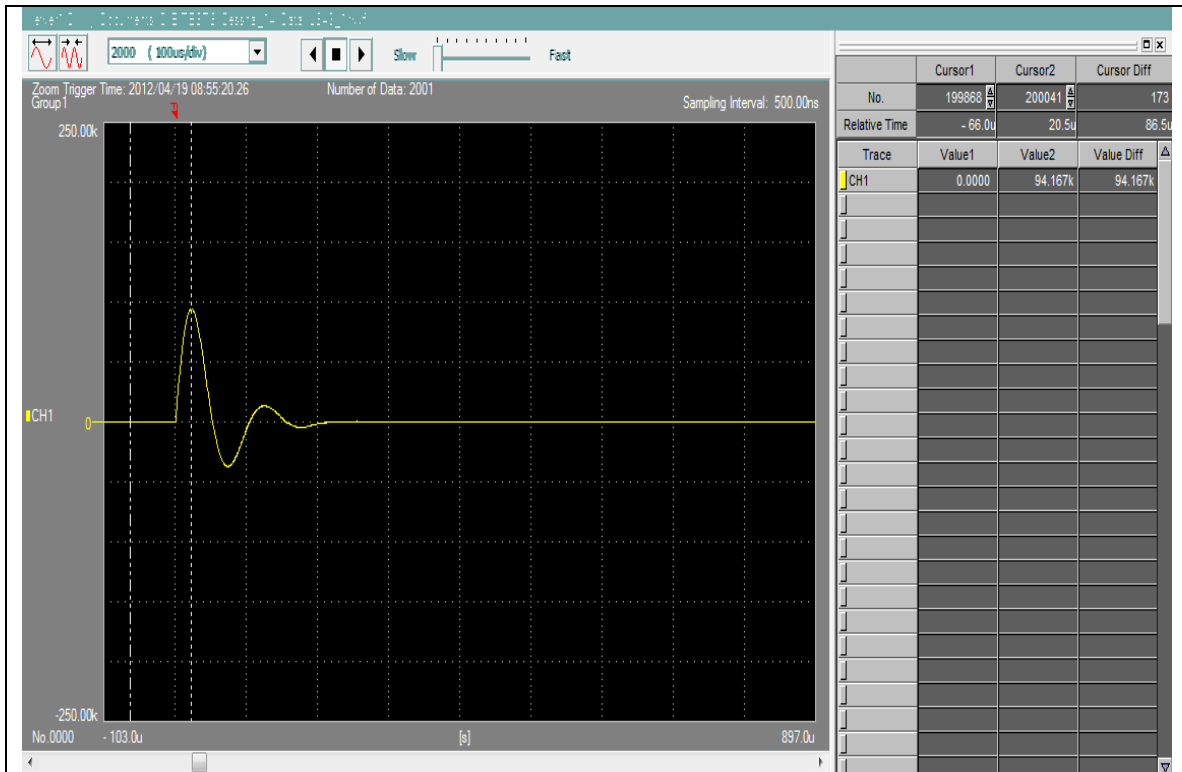 2000 ( 100us/div)
Slow
Fast
Zoom Trigger Time: 2012/04/19 08:55:20.26
Number of Data: 2001
Group1
Sampling Interval: 500.00ns
250.00k
CH1
0
-250.00k
No.0000
- 103.0u
[s]
897.0u
Cursor1
Cursor2
Cursor Diff
No.
199868
200041
173
Relative Time
- 66.0u
20.5u
86.5u
Trace
Value1
Value2
Value Diff
CH1
0.0000
94.167k
94.167k